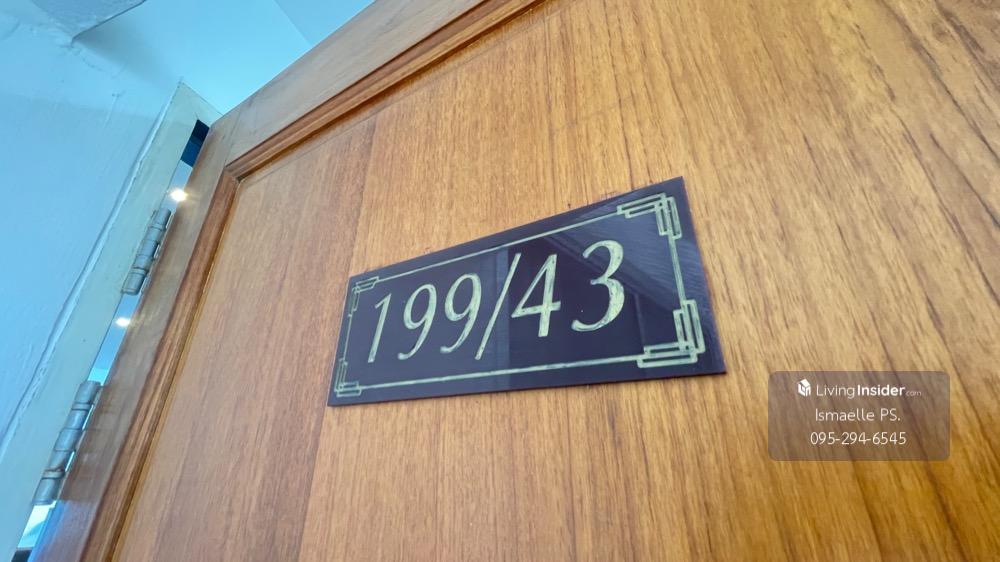 199/43
LivingInsider.com
Ismaelle PS.
095-294-6545